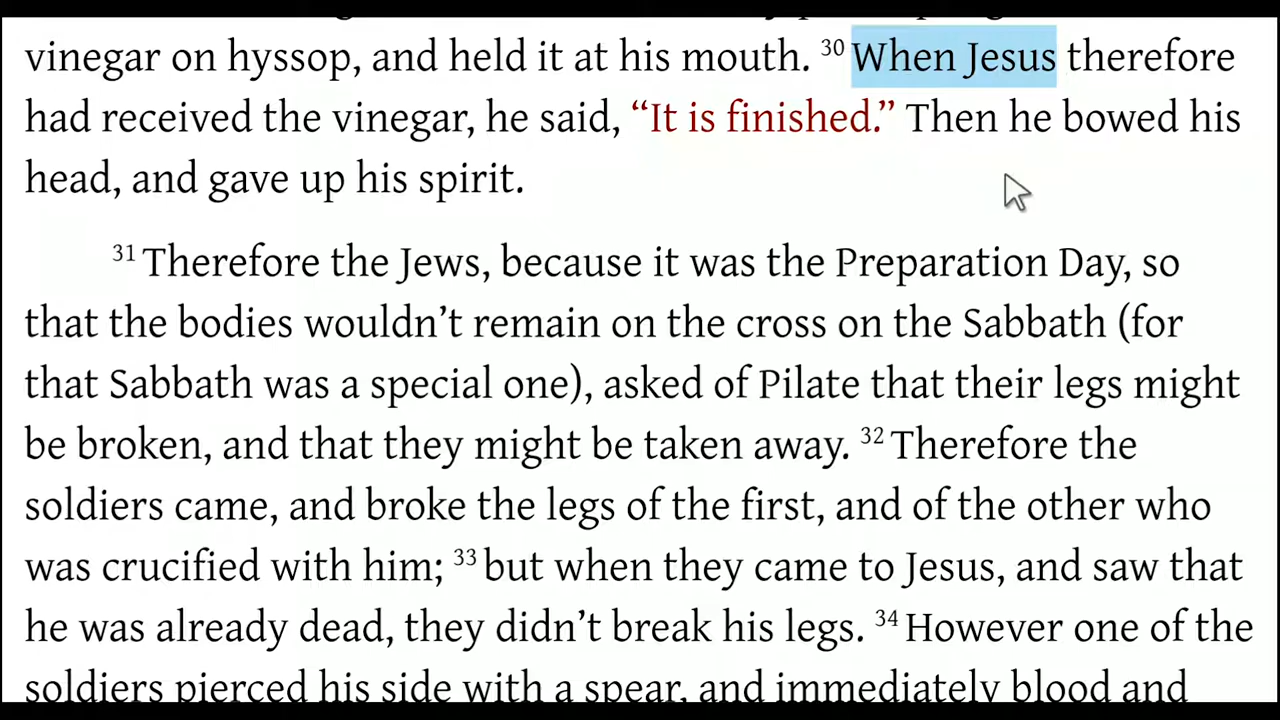 vinegar on hyssop, and held it at his mouth. 30 When Jesus therefore
had received the vinegar, he said, “It is finished.” Then he bowed his
head, and gave up his spirit.
31 Therefore the Jews, because it was the Preparation Day, so
that the bodies wouldn’t remain on the cross on the Sabbath (for
that Sabbath was a special one), asked of Pilate that their legs might
be broken, and that they might be taken away. 32 Therefore the
soldiers came, and broke the legs of the first, and of the other who
was crucified with him; 33 but when they came to Jesus, and saw that
he was already dead, they didn’t break his legs. 34 However one of the
soldiers pierced his side with a spear, and immediately blood and